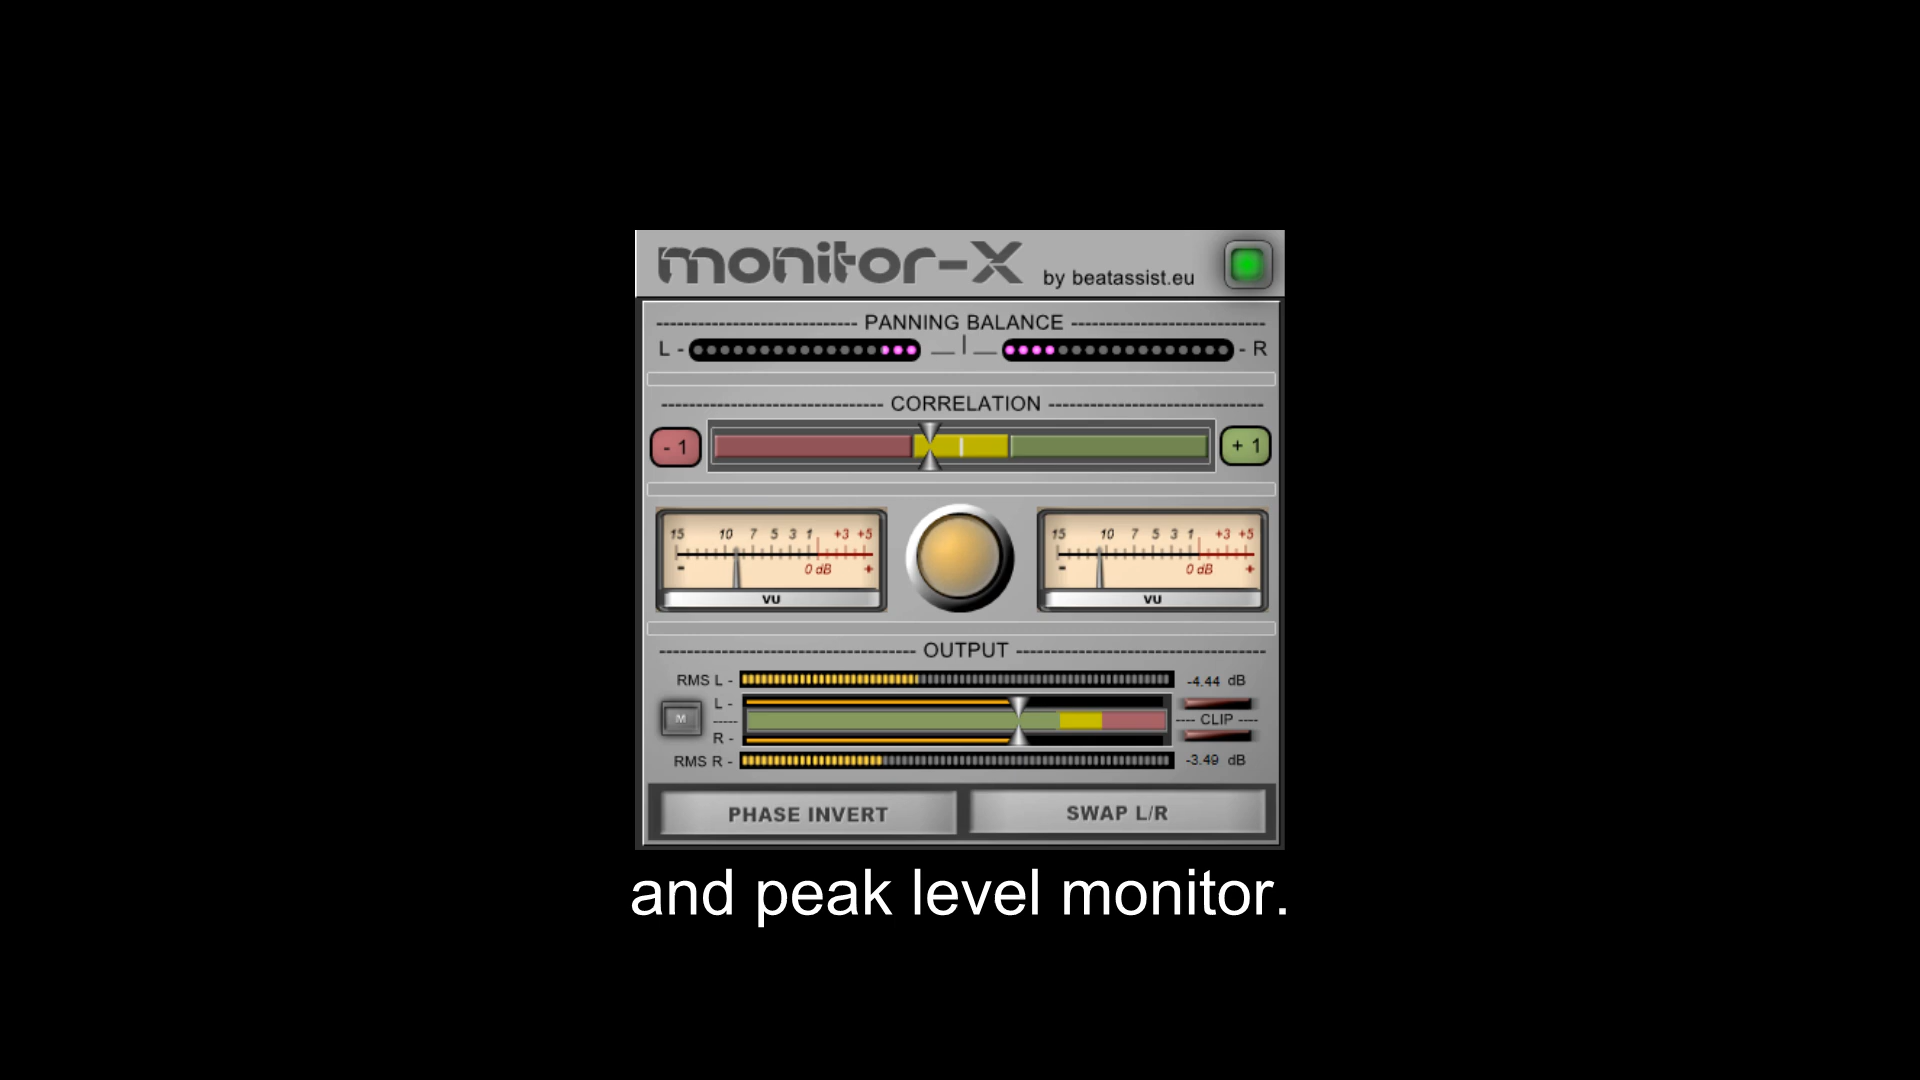 monitor-X by beatassist.eu
PANNING BALANCE
L - - R
CORRELATION
- 1 + 1
15 10 7 5 3 1 +3 +5
- 0 dB +
VU
15 10 7 5 3 1 +3 +5
- 0 dB +
VU
OUTPUT
RMS L - -4.44 dB
L -
M ---- CLIP ----
R -
RMS R - -3.49 dB
PHASE INVERT SWAP L/R
and peak level monitor.